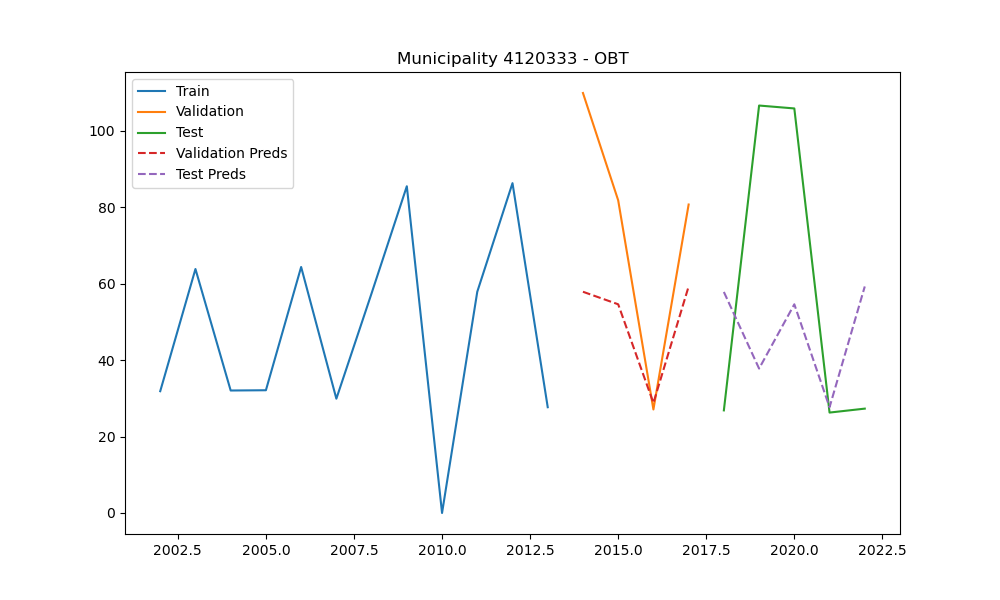 Municipality 4120333 - OBT
Train
Validation
Test
Validation Preds
Test Preds
100
80
60
40
20
0
2002.5 2005.0 2007.5 2010.0 2012.5 2015.0 2017.5 2020.0 2022.5